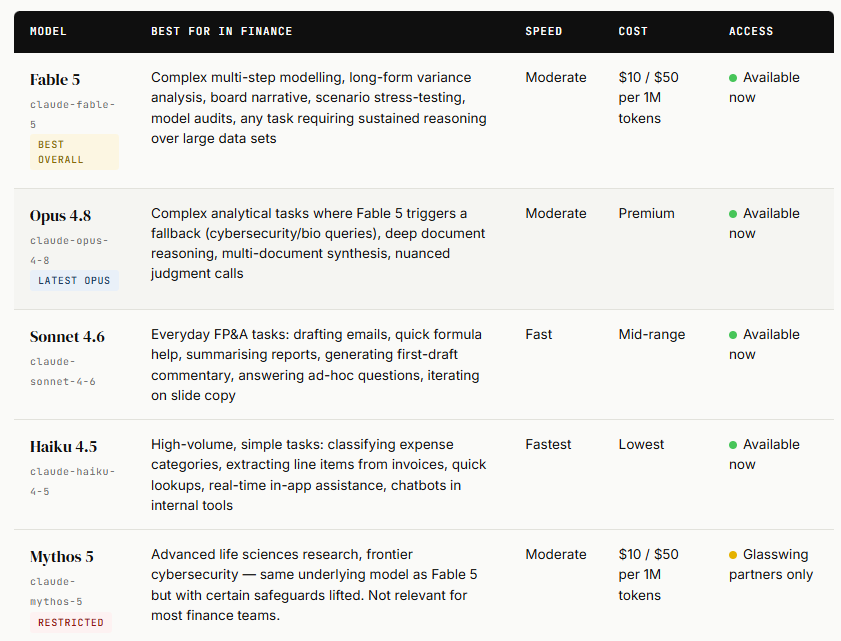 MODEL BEST FOR IN FINANCE SPEED COST ACCESS
Fable 5
claude-fable-
5
BEST
OVERALL
Complex multi-step modelling, long-form variance
analysis, board narrative, scenario stress-testing,
model audits, any task requiring sustained reasoning
over large data sets
Moderate
$10 / $50
per 1M
tokens
Available
now
Opus 4.8
claude-opus-
4-8
LATEST OPUS
Complex analytical tasks where Fable 5 triggers a
fallback (cybersecurity/bio queries), deep document
reasoning, multi-document synthesis, nuanced
judgment calls
Moderate
Premium
Available
now
Sonnet 4.6
claude-
sonnet-4-6
Everyday FP&A tasks: drafting emails, quick formula
help, summarising reports, generating first-draft
commentary, answering ad-hoc questions, iterating
on slide copy
Fast
Mid-range
Available
now
Haiku 4.5
claude-haiku-
4-5
High-volume, simple tasks: classifying expense
categories, extracting line items from invoices, quick
lookups, real-time in-app assistance, chatbots in
internal tools
Fastest
Lowest
Available
now
Mythos 5
claude-
mythos-5
RESTRICTED
Advanced life sciences research, frontier
cybersecurity — same underlying model as Fable 5
but with certain safeguards lifted. Not relevant for
most finance teams.
Moderate
$10 / $50
per 1M
tokens
Glasswing
partners only